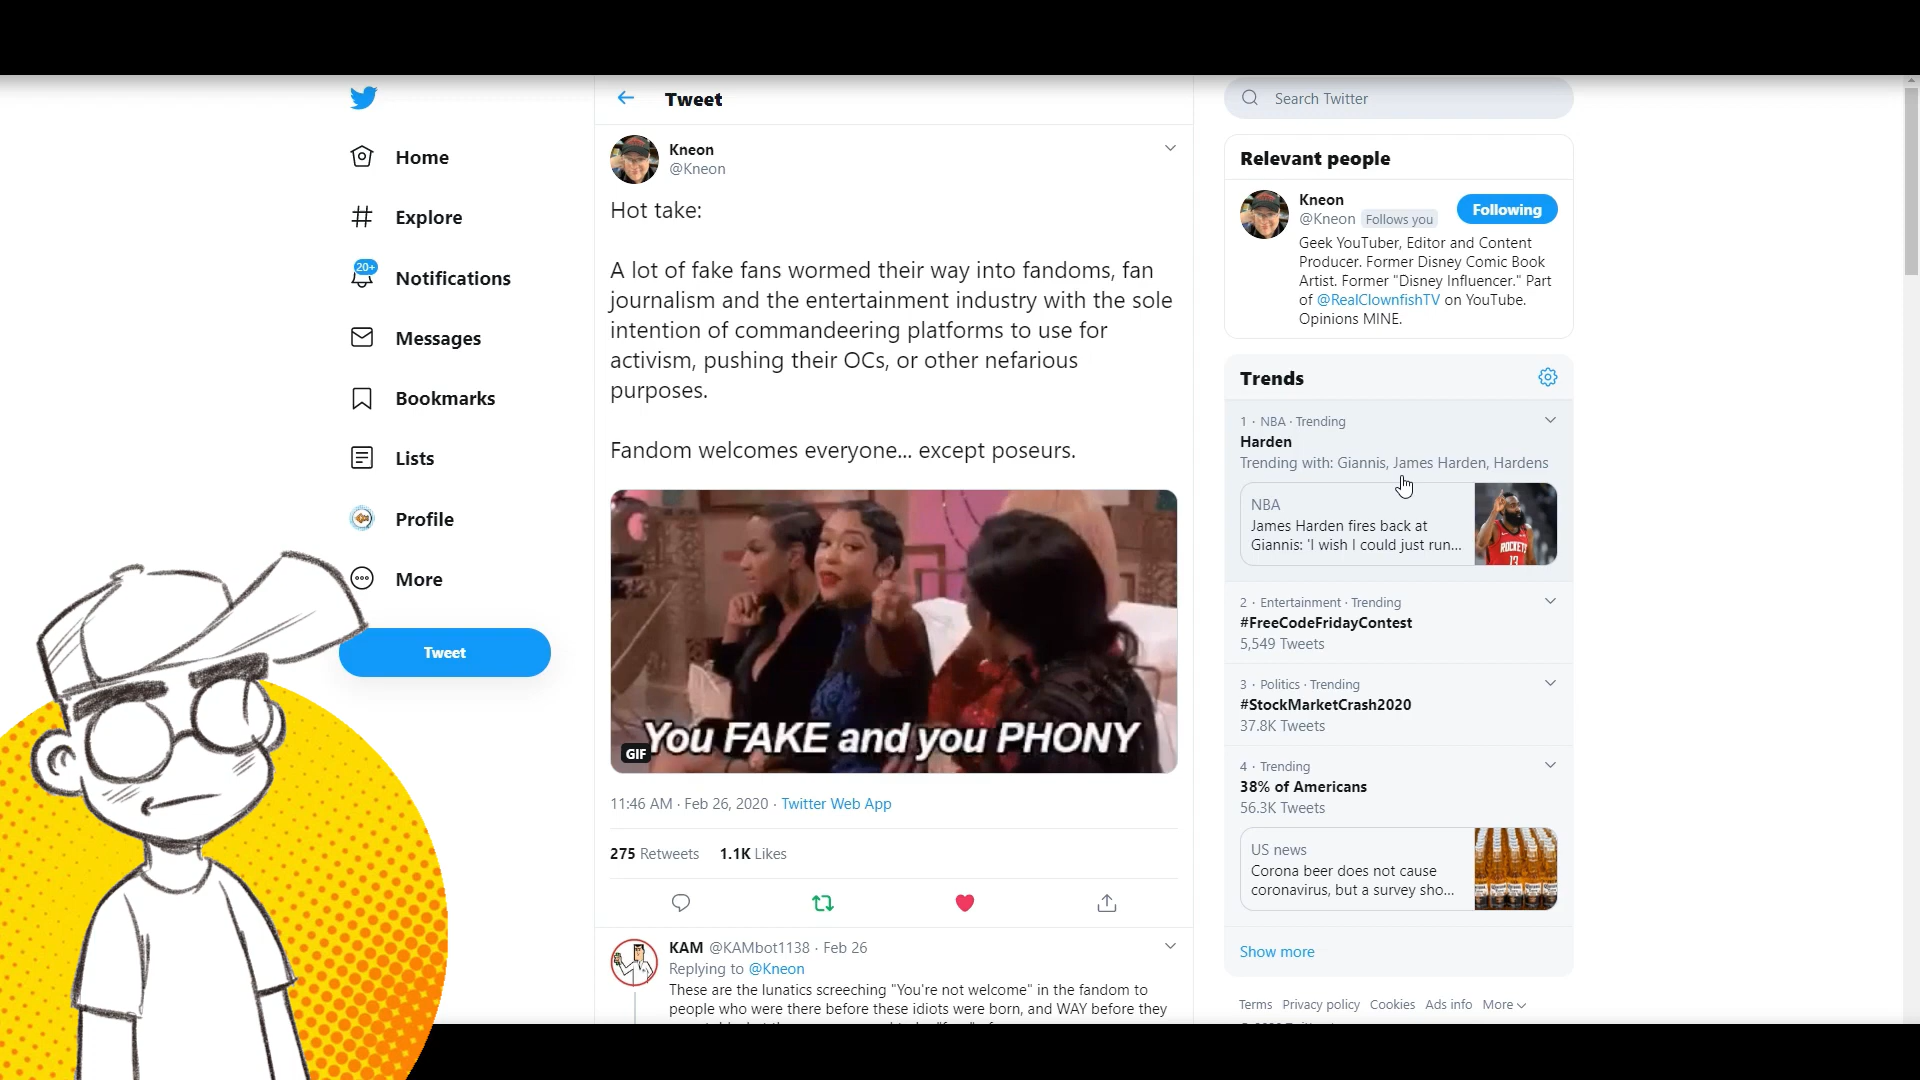 Tweet
Search Twitter
Home
Explore
20+
Notifications
Messages
Bookmarks
Lists
Profile
More
Tweet
Kneon
@Kneon
Hot take:
A lot of fake fans wormed their way into fandoms, fan
journalism and the entertainment industry with the sole
intention of commandeering platforms to use for
activism, pushing their OCs, or other nefarious
purposes.
Fandom welcomes everyone... except poseurs.
You FAKE and you PHONY
GIF
11:46 AM · Feb 26, 2020 · Twitter Web App
275 Retweets 1.1K Likes
KAM @KAMbot1138 · Feb 26
Replying to @Kneon
These are the lunatics screeching "You're not welcome" in the fandom to
people who were there before these idiots were born, and WAY before they
Relevant people
Kneon
@Kneon Follows you
Following
Geek YouTuber, Editor and Content
Producer. Former Disney Comic Book
Artist. Former "Disney Influencer." Part
of @RealClownfishTV on YouTube.
Opinions MINE.
Trends
1 · NBA · Trending
Harden
Trending with: Giannis, James Harden, Hardens
NBA
James Harden fires back at
Giannis: 'I wish I could just run...
ROCKETS
13
2 · Entertainment · Trending
#FreeCodeFridayContest
5,549 Tweets
3 · Politics · Trending
#StockMarketCrash2020
37.8K Tweets
4 · Trending
38% of Americans
56.3K Tweets
US news
Corona beer does not cause
coronavirus, but a survey sho...
Show more
Terms Privacy policy Cookies Ads info More